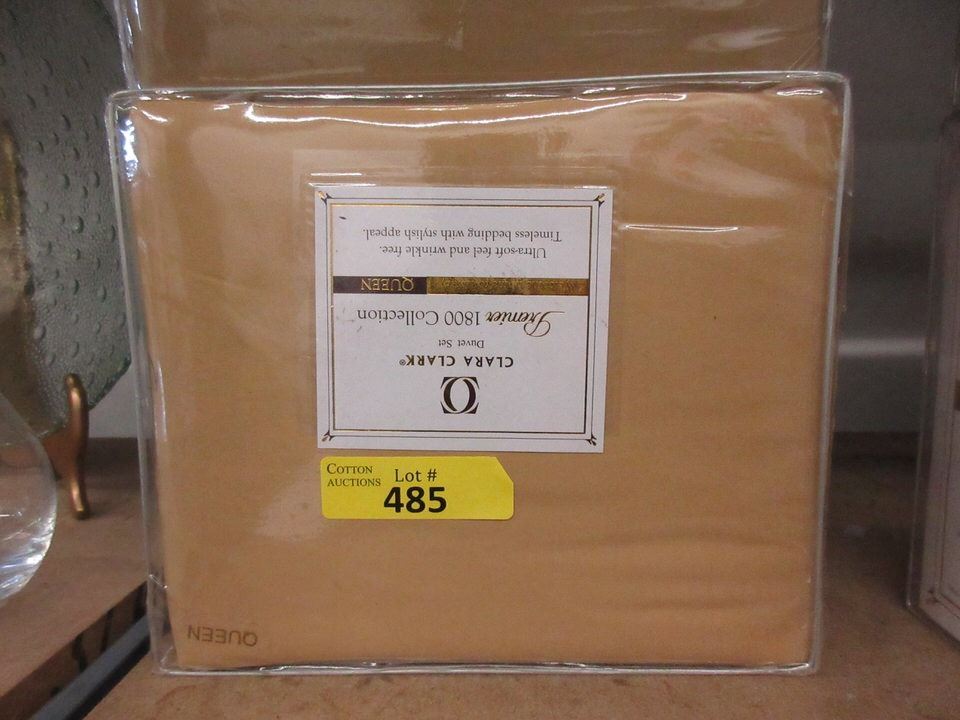 CLARA CLARK®
Duvet Set
Premier 1800 Collection
QUEEN
Ultra-soft feel and wrinkle free.
Timeless bedding with stylish appeal.
COTTON
AUCTIONS
Lot #
485
QUEEN